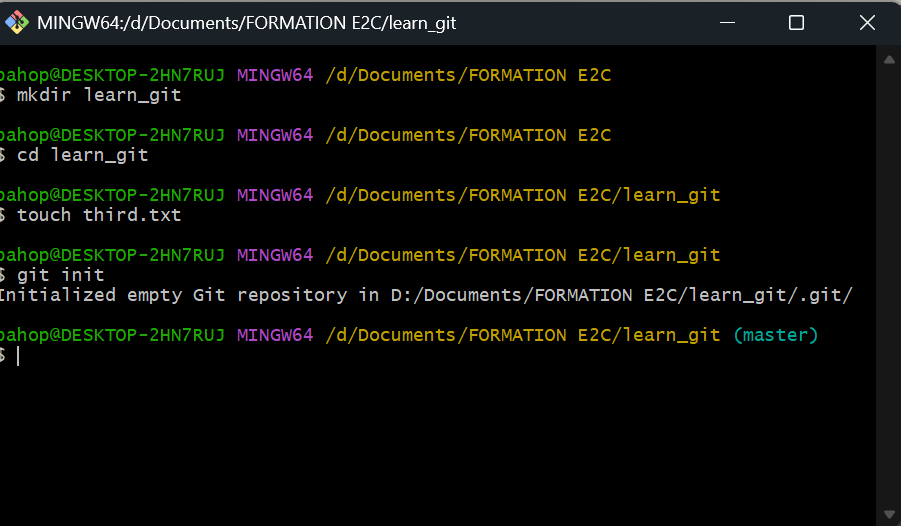 MINGW64:/d/Documents/FORMATION E2C/learn_git
pahop@DESKTOP-2HN7RUJ MINGW64 /d/Documents/FORMATION E2C
$ mkdir learn_git
pahop@DESKTOP-2HN7RUJ MINGW64 /d/Documents/FORMATION E2C
$ cd learn_git
pahop@DESKTOP-2HN7RUJ MINGW64 /d/Documents/FORMATION E2C/learn_git
$ touch third.txt
pahop@DESKTOP-2HN7RUJ MINGW64 /d/Documents/FORMATION E2C/learn_git
$ git init
Initialized empty Git repository in D:/Documents/FORMATION E2C/learn_git/.git/
pahop@DESKTOP-2HN7RUJ MINGW64 /d/Documents/FORMATION E2C/learn_git (master)
$